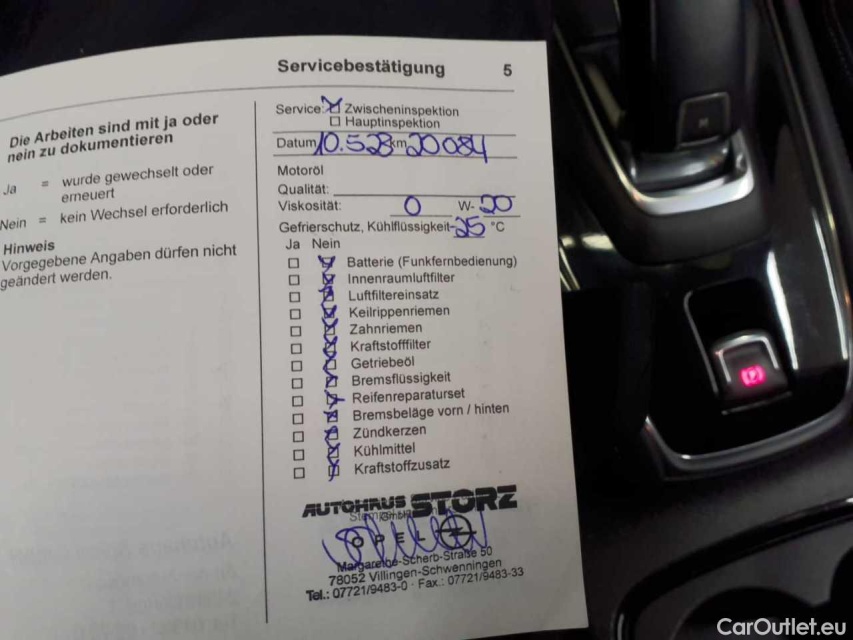 Servicebestätigung 5
Die Arbeiten sind mit ja oder
nein zu dokumentieren
Ja = wurde gewechselt oder
erneuert
Nein = kein Wechsel erforderlich
Hinweis
Vorgegebene Angaben dürfen nicht
geändert werden.
Service: Zwischeninspektion
Hauptinspektion
Datum 10.523 km 20084
Motoröl
Qualität:
Viskosität: 0 W- 20
Gefrierschutz, Kühlflüssigkeit- 25 °C
Ja Nein
Batterie (Funkfernbedienung)
Innenraumluftfilter
Luftfiltereinsatz
Keilrippenriemen
Zahnriemen
Kraftstofffilter
Getriebeöl
Bremsflüssigkeit
Reifenreparaturset
Bremsbeläge vorn / hinten
Zündkerzen
Kühlmittel
Kraftstoffzusatz
AUTOHAUS STORZ
OPEL
Margarethe-Scherb-Straße 50
78052 Villingen-Schwenningen
Tel.: 07721/9483-0 · Fax.: 07721/9483-33
P
CarOutlet.eu